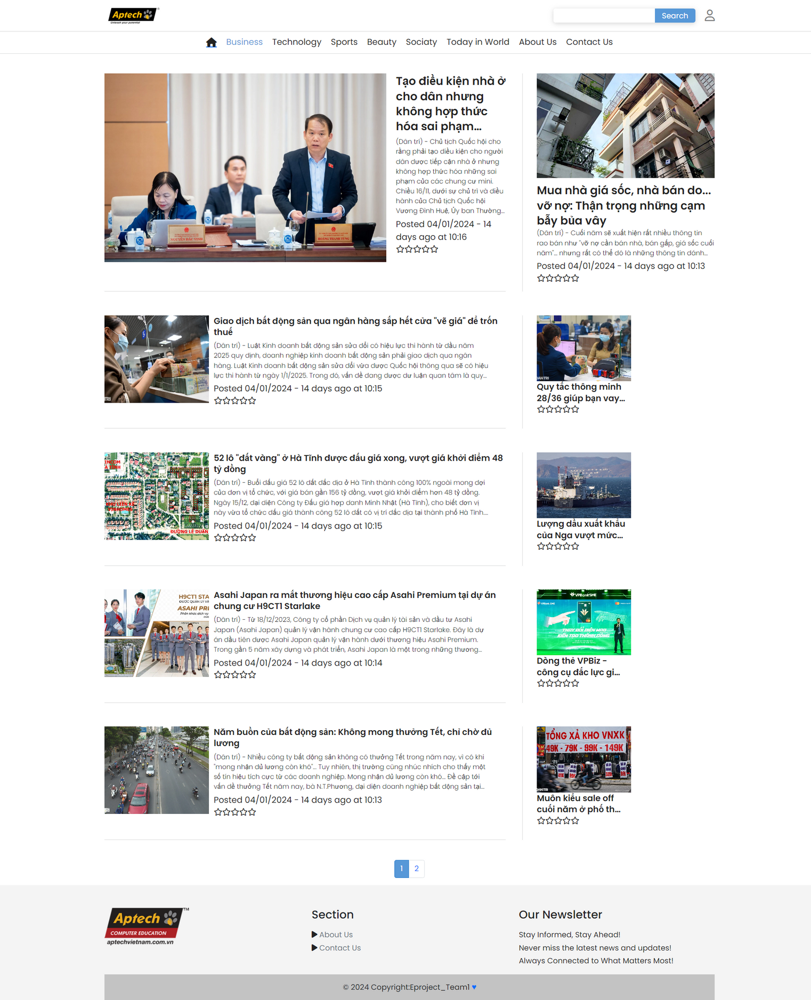 Aptech
Unleash your potential
Search
Business Technology Sports Beauty Sociaty Today in World About Us Contact Us
Tạo điều kiện nhà ở
cho dân nhưng
không hợp thức
hóa sai phạm...
(Dân trí) - Chủ tịch Quốc hội cho
rằng phải tạo điều kiện cho người
dân được tiếp cận nhà ở nhưng
không hợp thức hóa những sai
phạm của các chung cư mini.
Chiều 16/11, dưới sự chủ trì và điều
hành của Chủ tịch Quốc hội
Vương Đình Huệ, Ủy ban Thường...
Posted 04/01/2024 - 14
days ago at 10:16
NGUYỄN ĐẮC VINH
HOÀNG THANH TÙNG
Mua nhà giá sốc, nhà bán do...
vỡ nợ: Thận trọng những cạm
bẫy bủa vây
(Dân trí) - Cuối năm sẽ xuất hiện rất nhiều thông tin
rao bán như "vỡ nợ cần bán nhà, bán gấp, giá sốc cuối
năm"... nhưng rất có thể đó là những thông tin đánh...
Posted 04/01/2024 - 14 days ago at 10:13
Giao dịch bất động sản qua ngân hàng sắp hết cửa "vẽ giá" để trốn
thuế
(Dân trí) - Luật Kinh doanh bất động sản sửa đổi có hiệu lực thi hành từ đầu năm
2025 quy định, doanh nghiệp kinh doanh bất động sản phải giao dịch qua ngân
hàng. Luật Kinh doanh bất động sản sửa đổi vừa được Quốc hội thông qua sẽ có hiệu
lực thi hành từ ngày 1/1/2025. Trong đó, vấn đề đang được dư luận quan tâm là quy...
Posted 04/01/2024 - 14 days ago at 10:15
Quy tắc thông minh
28/36 giúp bạn vay...
52 lô "đất vàng" ở Hà Tĩnh được đấu giá xong, vượt giá khởi điểm 48
tỷ đồng
(Dân trí) - Buổi đấu giá 52 lô đất đắc địa ở Hà Tĩnh thành công 100% ngoài mong đợi
của đơn vị tổ chức, với giá bán gần 156 tỷ đồng, vượt giá khởi điểm hơn 48 tỷ đồng.
Ngày 15/12, đại diện Công ty Đấu giá hợp danh Minh Nhật (Hà Tĩnh), cho biết đơn vị
này vừa tổ chức đấu giá thành công 52 lô đất có vị trí đắc địa tại thành phố Hà Tĩnh....
Posted 04/01/2024 - 14 days ago at 10:15
INCOM
À TĨNH
ĐƯỜNG LÊ DUẨN
Lượng dầu xuất khẩu
của Nga vượt mức...
Asahi Japan ra mắt thương hiệu cao cấp Asahi Premium tại dự án
chung cư H9CT1 Starlake
(Dân trí) - Từ 18/12/2023, Công ty cổ phần Dịch vụ quản lý tài sản và đầu tư Asahi
Japan (Asahi Japan) quản lý vận hành chung cư cao cấp H9CT1 Starlake. Đây là dự
án đầu tiên được Asahi Japan quản lý vận hành dưới thương hiệu Asahi Premium.
Trong gần 5 năm xây dựng và phát triển, Asahi Japan là một trong những thương...
Posted 04/01/2024 - 14 days ago at 10:14
H9CT1 STA
ĐƯỢC QUẢN LÝ VÀ
ASAHI PRE
Phân khúc dịch vụ
VPBankSME
THAY ĐỔI DIỆN MẠO
KIẾN TẠO THÀNH CÔNG
Dòng thẻ VPBiz -
công cụ đắc lực gi...
Năm buồn của bất động sản: Không mong thưởng Tết, chỉ chờ đủ
lương
(Dân trí) - Nhiều công ty bất động sản không có thưởng Tết trong năm nay, vì có khi
"mong nhận đủ lương còn khó"... Tuy nhiên, thị trường cũng nhúc nhích cho thấy một
số tín hiệu tích cực từ các doanh nghiệp. Mong nhận đủ lương còn khó... Đề cập tới
vấn đề thưởng Tết năm nay, bà N.T.Phương, đại diện doanh nghiệp bất động sản tại...
Posted 04/01/2024 - 14 days ago at 10:13
TỔNG XẢ KHO VNXK
49K - 79K - 99K - 149K
Muôn kiểu sale off
cuối năm ở phố th...
1 2
Aptech TM
COMPUTER EDUCATION
aptechvietnam.com.vn
Section
About Us
Contact Us
Our Newsletter
Stay Informed, Stay Ahead!
Never miss the latest news and updates!
Always Connected to What Matters Most!
© 2024 Copyright:Eproject_Team1 ♥